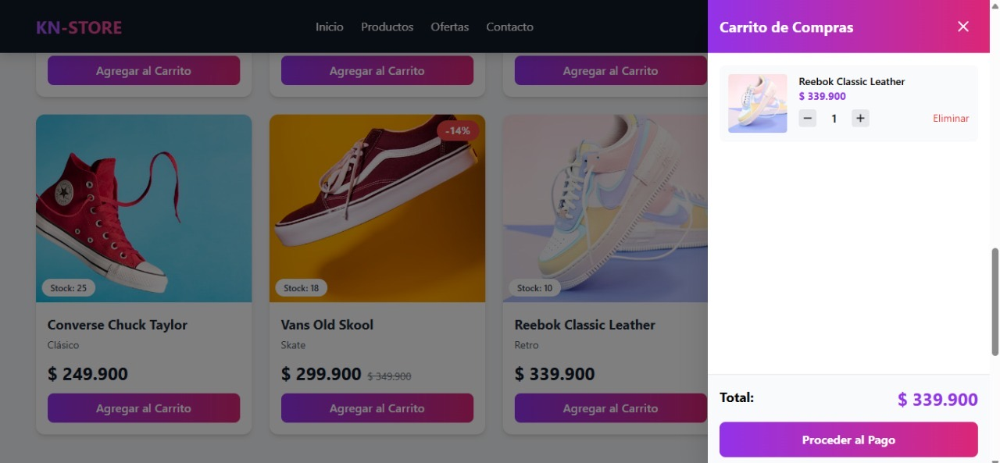 KN-STORE
Inicio Productos Ofertas Contacto
Agregar al Carrito Agregar al Carrito Agregar al Carrito
-14%
Stock: 25 Stock: 18 Stock: 10
Converse Chuck Taylor Vans Old Skool Reebok Classic Leather
Clásico Skate Retro
$ 249.900 $ 299.900 $ 349.900 $ 339.900
Agregar al Carrito Agregar al Carrito Agregar al Carrito
Carrito de Compras
Reebok Classic Leather
$ 339.900
− 1 +
Eliminar
Total: $ 339.900
Proceder al Pago